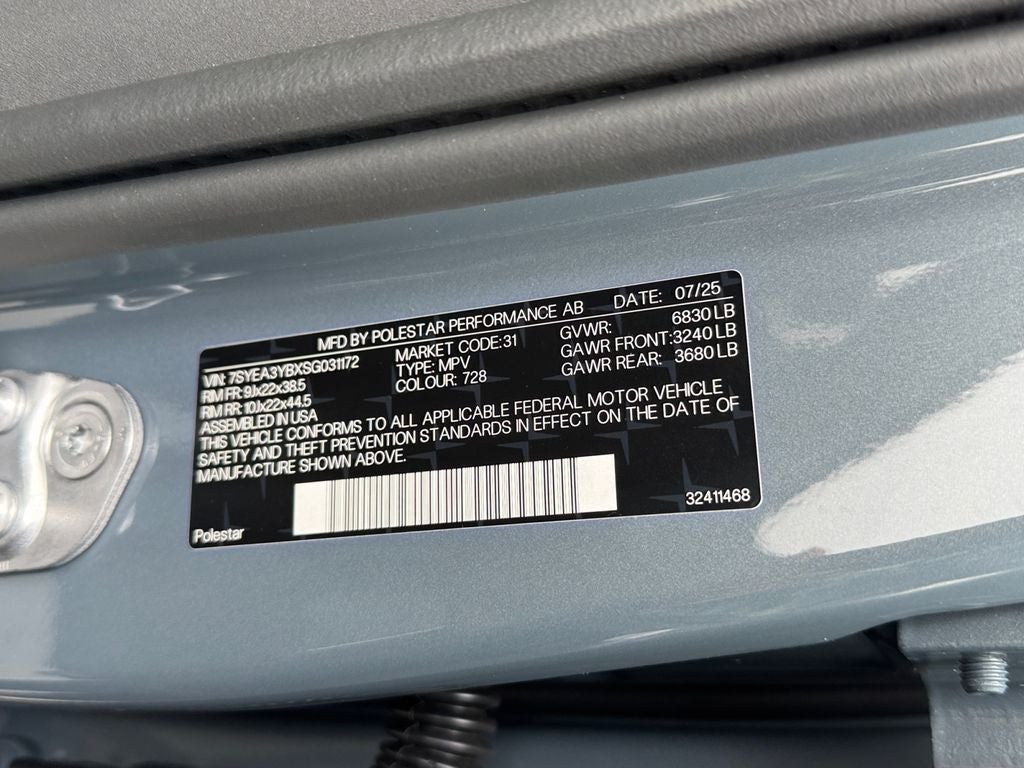 MFD BY POLESTAR PERFORMANCE AB DATE: 07/25
VIN: 7SYEA3YBXSG031172 MARKET CODE:31 GVWR: 6830 LB
RIM FR: 9Jx22x38.5 TYPE: MPV GAWR FRONT:3240 LB
RIM RR: 10Jx22x44.5 COLOUR: 728 GAWR REAR: 3680 LB
ASSEMBLED IN USA
THIS VEHICLE CONFORMS TO ALL APPLICABLE FEDERAL MOTOR VEHICLE
SAFETY AND THEFT PREVENTION STANDARDS IN EFFECT ON THE DATE OF
MANUFACTURE SHOWN ABOVE.
Polestar 32411468